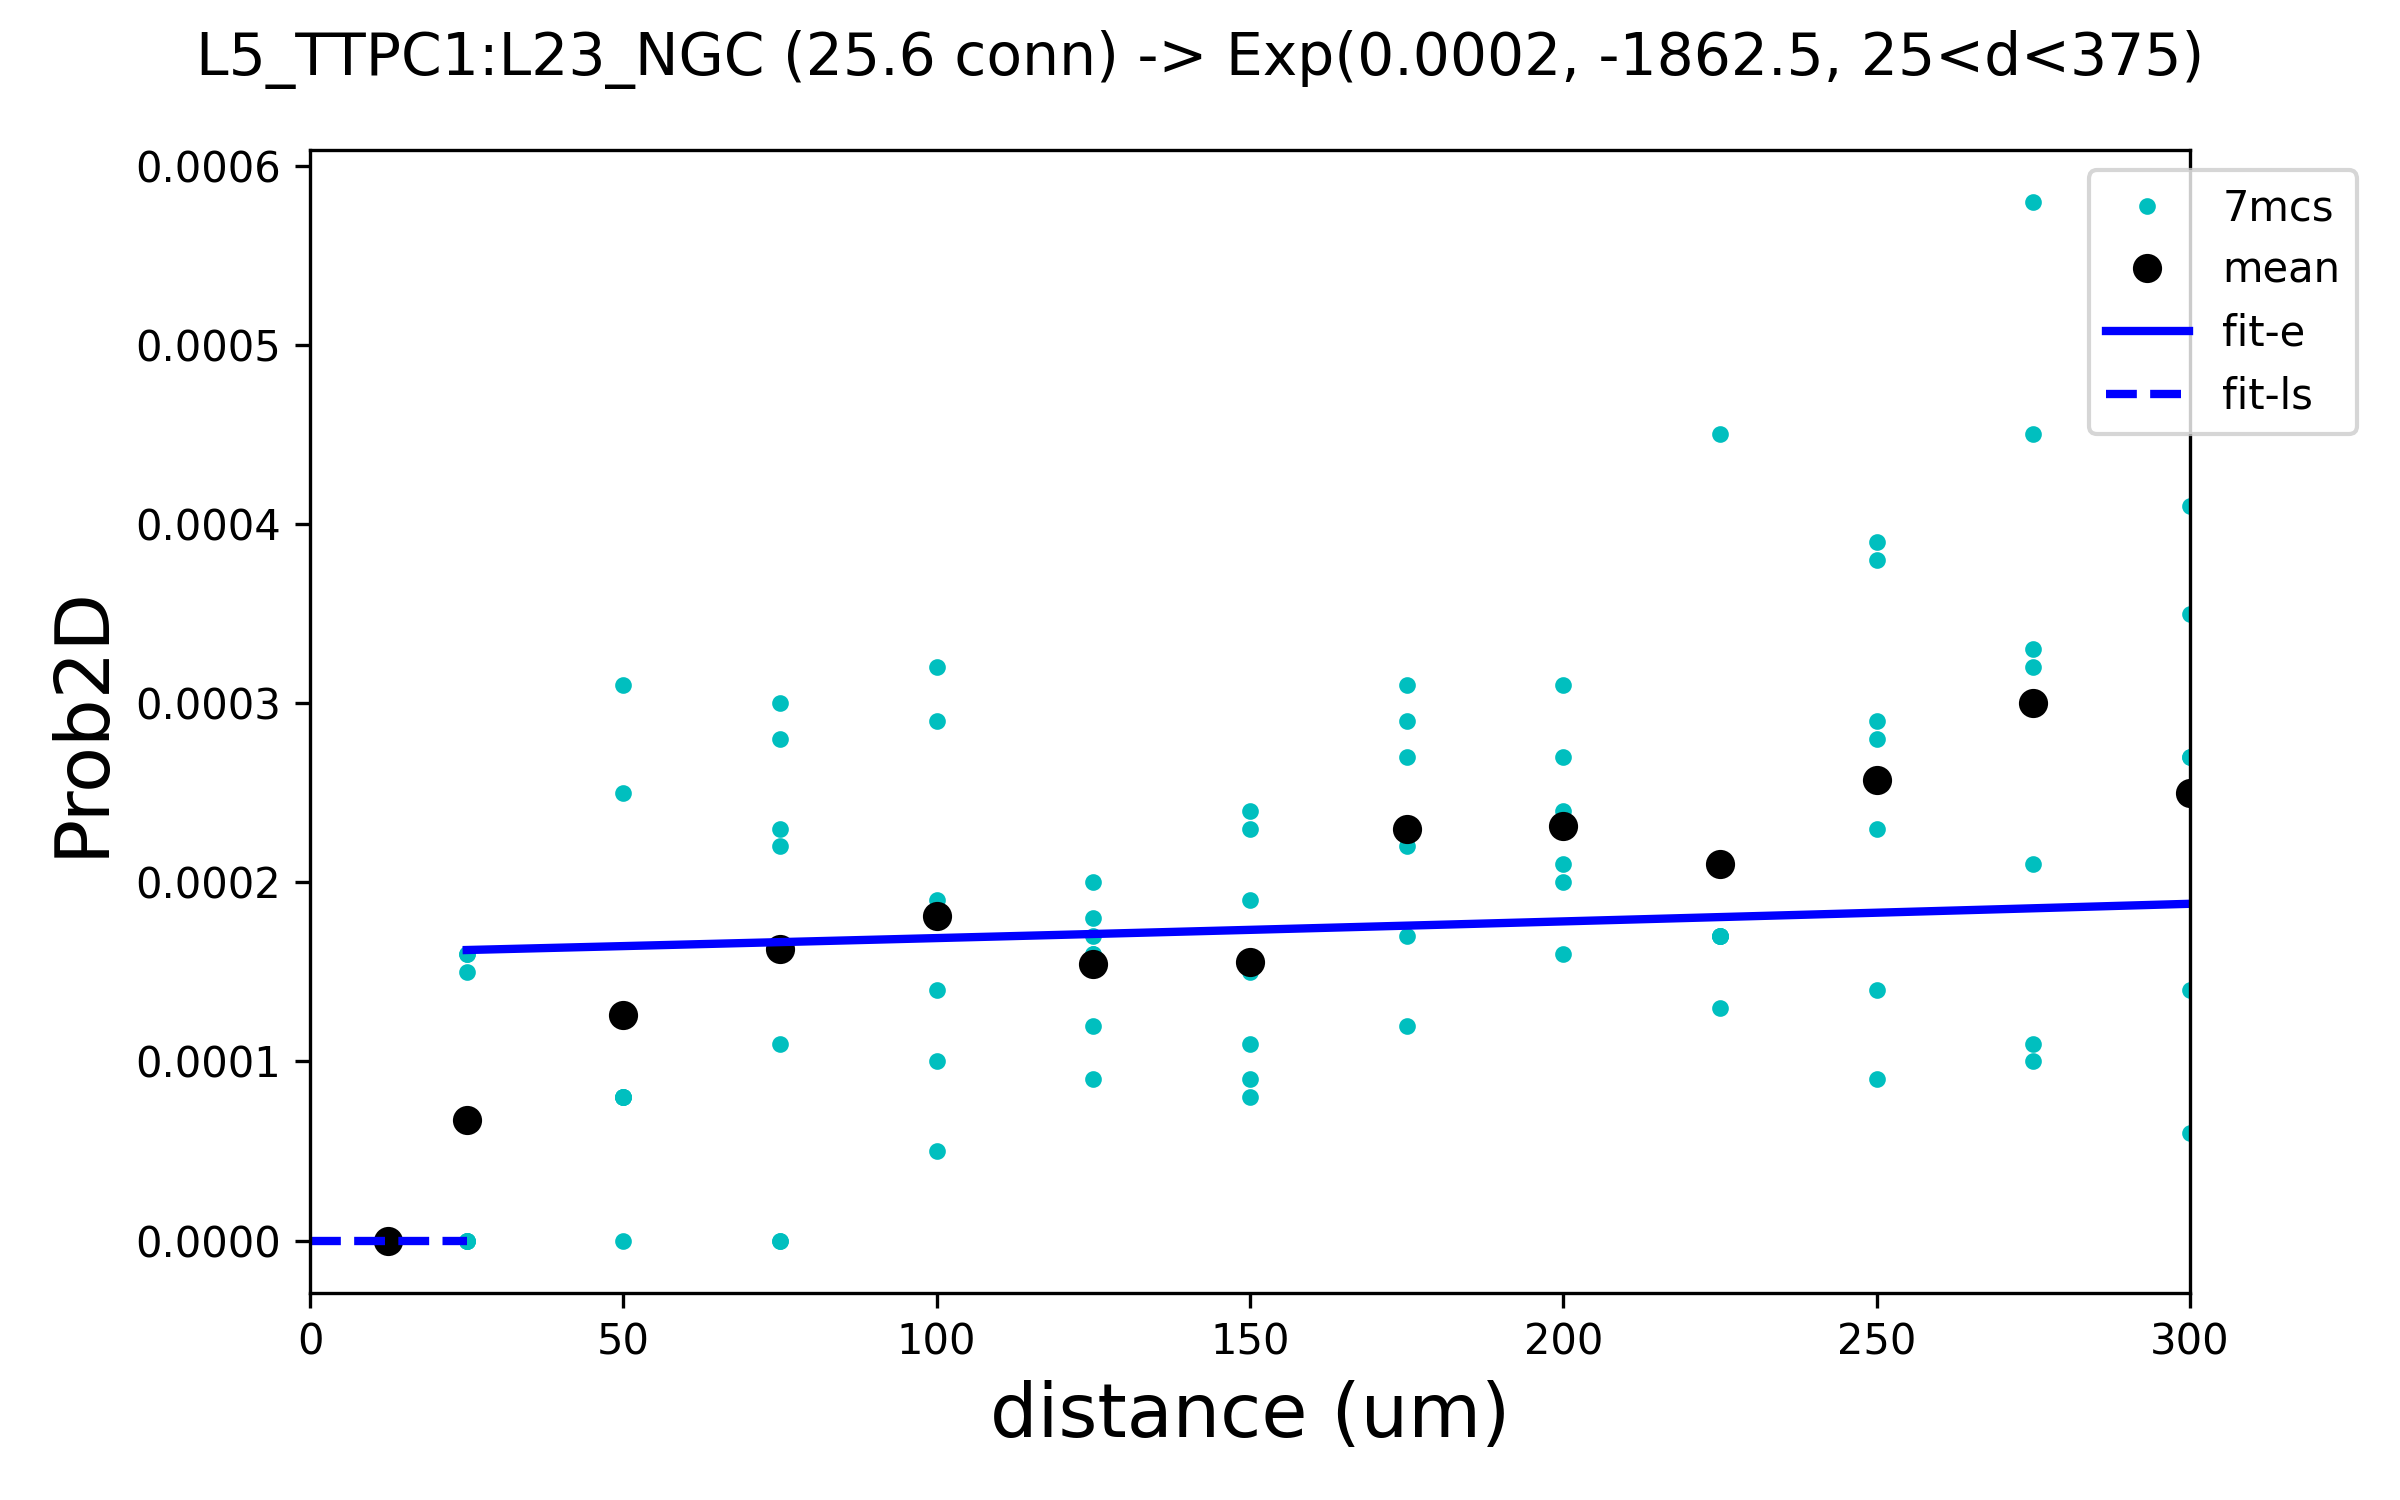 L5_TTPC1:L23_NGC (25.6 conn) -> Exp(0.0002, -1862.5, 25<d<375)
0.0006
0.0005
0.0004
0.0003
0.0002
0.0001
0.0000
Prob2D
7mcs
mean
fit-e
fit-ls
0 50 100 150 200 250 300
distance (um)